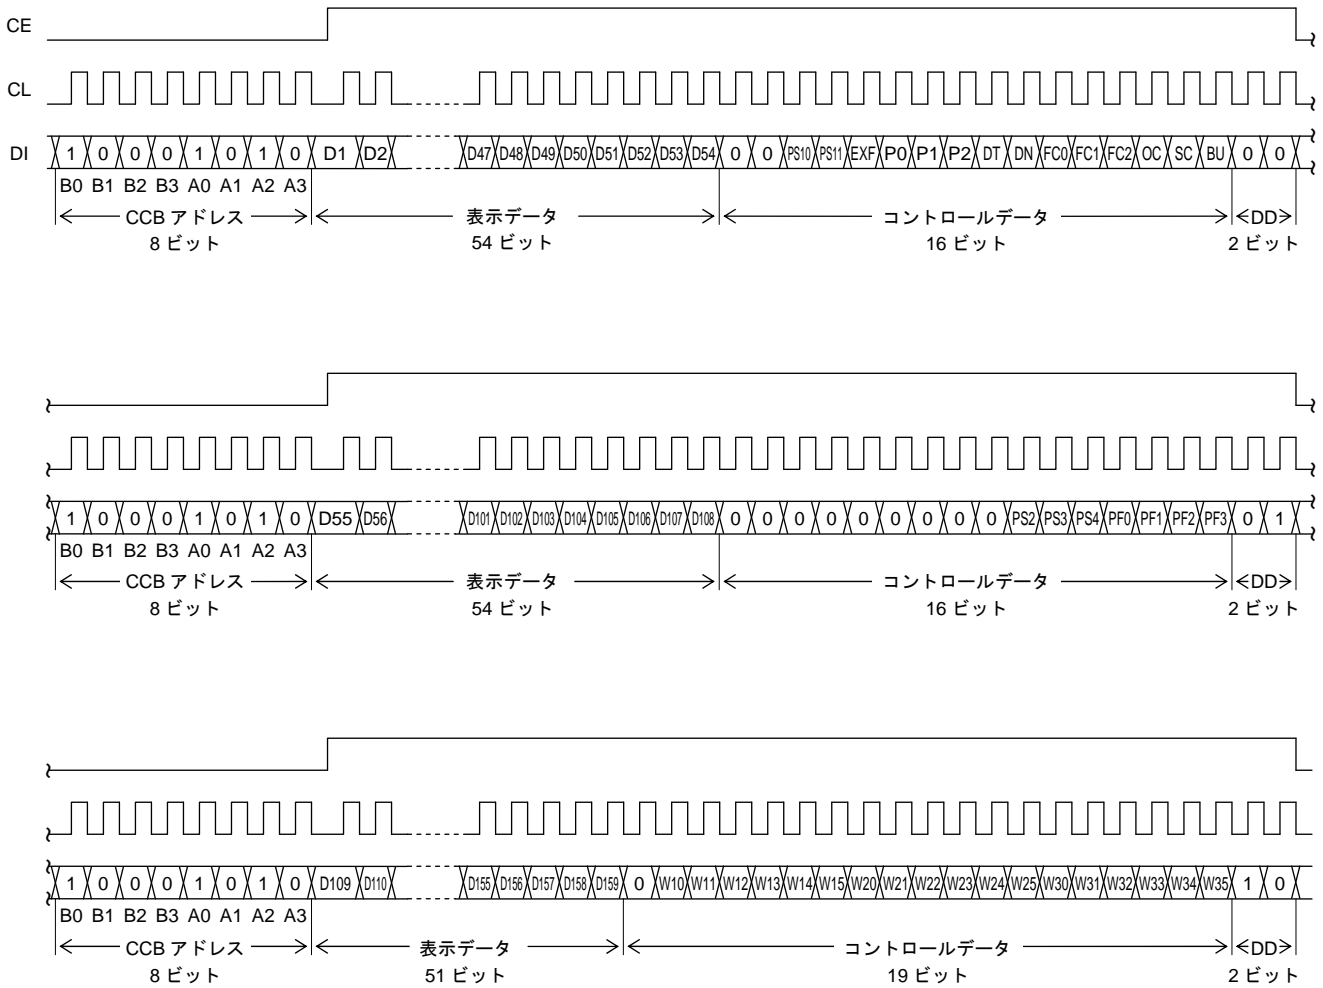 CE
CL
DI 1 0 0 0 1 0 1 0 D1 D2 D47 D48 D49 D50 D51 D52 D53 D54 0 0 PS10 PS11 EXF P0 P1 P2 DT DN FC0 FC1 FC2 OC SC BU 0 0
B0 B1 B2 B3 A0 A1 A2 A3
CCB アドレス 表示データ コントロールデータ DD
8 ビット 54 ビット 16 ビット 2 ビット
1 0 0 0 1 0 1 0 D55 D56 D101 D102 D103 D104 D105 D106 D107 D108 0 0 0 0 0 0 0 0 0 PS2 PS3 PS4 PF0 PF1 PF2 PF3 0 1
B0 B1 B2 B3 A0 A1 A2 A3
CCB アドレス 表示データ コントロールデータ DD
8 ビット 54 ビット 16 ビット 2 ビット
1 0 0 0 1 0 1 0 D109 D110 D155 D156 D157 D158 D159 0 W10 W11 W12 W13 W14 W15 W20 W21 W22 W23 W24 W25 W30 W31 W32 W33 W34 W35 1 0
B0 B1 B2 B3 A0 A1 A2 A3
CCB アドレス 表示データ コントロールデータ DD
8 ビット 51 ビット 19 ビット 2 ビット